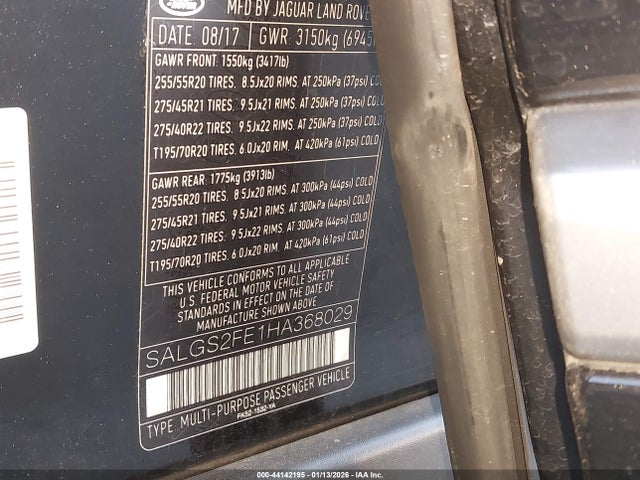 MFD BY JAGUAR LAND ROVE
DATE 08/17 GWR: 3150kg (6945
GAWR FRONT: 1550kg (3417lb)
255/55R20 TIRES. 8.5Jx20 RIMS. AT 250kPa (37psi) COLD
275/45R21 TIRES. 9.5Jx21 RIMS. AT 250kPa (37psi) COLD
275/40R22 TIRES. 9.5Jx22 RIMS. AT 250kPa (37psi) COLD
T195/70R20 TIRES. 6.0Jx20 RIMS. AT 420kPa (61psi) COLD
GAWR REAR: 1775kg (3913lb)
255/55R20 TIRES. 8.5Jx20 RIMS. AT 300kPa (44psi) COLD
275/45R21 TIRES. 9.5Jx21 RIMS. AT 300kPa (44psi) COLD
275/40R22 TIRES. 9.5Jx22 RIMS. AT 300kPa (44psi) COLD
T195/70R20 TIRES. 6.0Jx20 RIM. AT 420kPa (61psi) COLD
THIS VEHICLE CONFORMS TO ALL APPLICABLE
U.S. FEDERAL MOTOR VEHICLE SAFETY
STANDARDS IN EFFECT ON THE DATE OF
MANUFACTURE SHOWN ABOVE
SALGS2FE1HA368029
TYPE: MULTI-PURPOSE PASSENGER VEHICLE
FK52-1532-YA
000-44142195 - 01/13/2026 - IAA Inc.